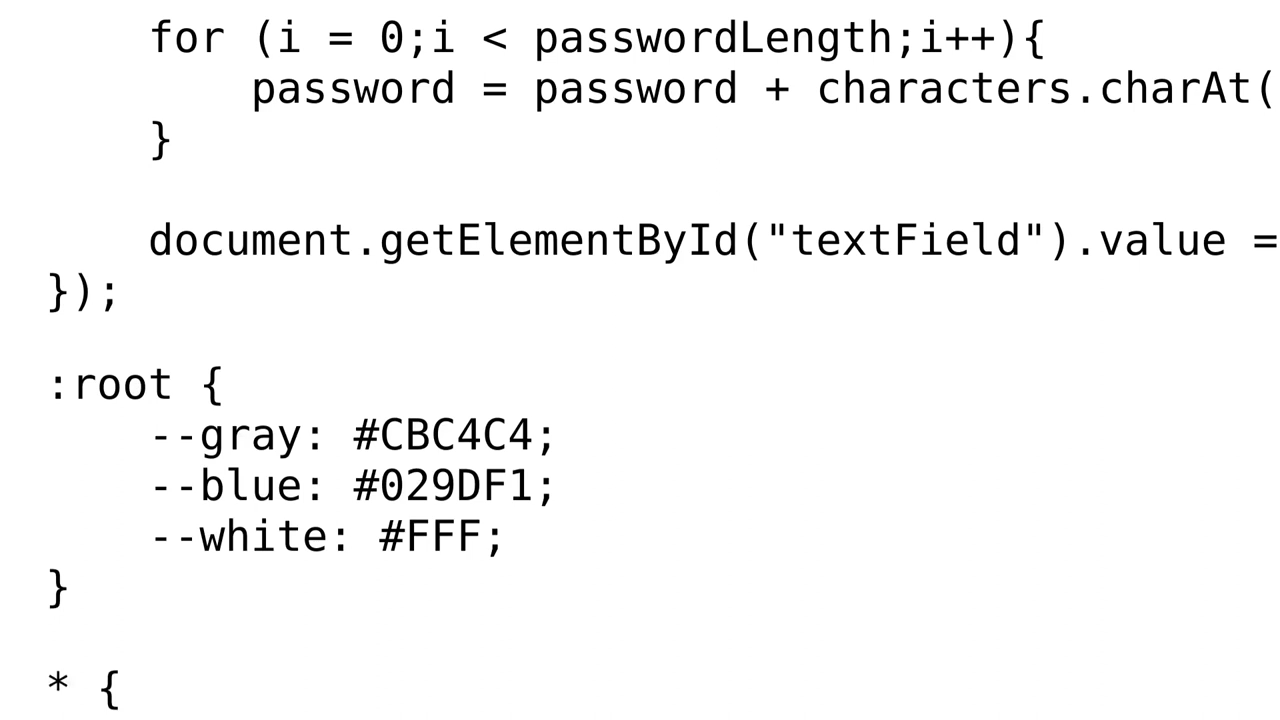 for (i = 0;i < passwordLength;i++){
password = password + characters.charAt(
}
document.getElementById("textField").value =
});
:root {
--gray: #CBC4C4;
--blue: #029DF1;
--white: #FFF;
}
* {